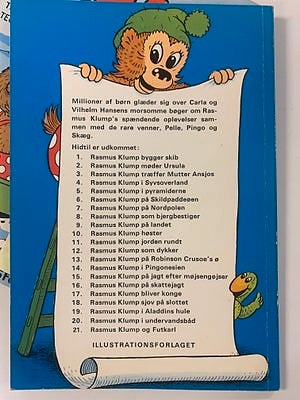 Millioner af børn glæder sig over Carla og
Vilhelm Hansens morsomme bøger om Ras-
mus Klump's spændende oplevelser sam-
men med de rare venner, Pelle, Pingo og
Skæg.
Hidtil er udkommet:
1. Rasmus Klump bygger skib
2. Rasmus Klump møder Ursula
3. Rasmus Klump træffer Mutter Ansjos
4. Rasmus Klump i Syvsoverland
5. Rasmus Klump i pyramiderne
6. Rasmus Klump på Skildpaddeøen
7. Rasmus Klump på Nordpolen
8. Rasmus Klump som bjergbestiger
9. Rasmus Klump på landet
10. Rasmus Klump høster
11. Rasmus Klump jorden rundt
12. Rasmus Klump som dykker
13. Rasmus Klump på Robinson Crusoe's ø
14. Rasmus Klump i Pingonesien
15. Rasmus Klump på jagt efter møjsengøjser
16. Rasmus Klump på skattejagt
17. Rasmus Klump bliver konge
18. Rasmus Klump sjov på slottet
19. Rasmus Klump i Aladdins hule
20. Rasmus Klump i undervandsbåd
21. Rasmus Klump og Futkarl
ILLUSTRATIONSFORLAGET